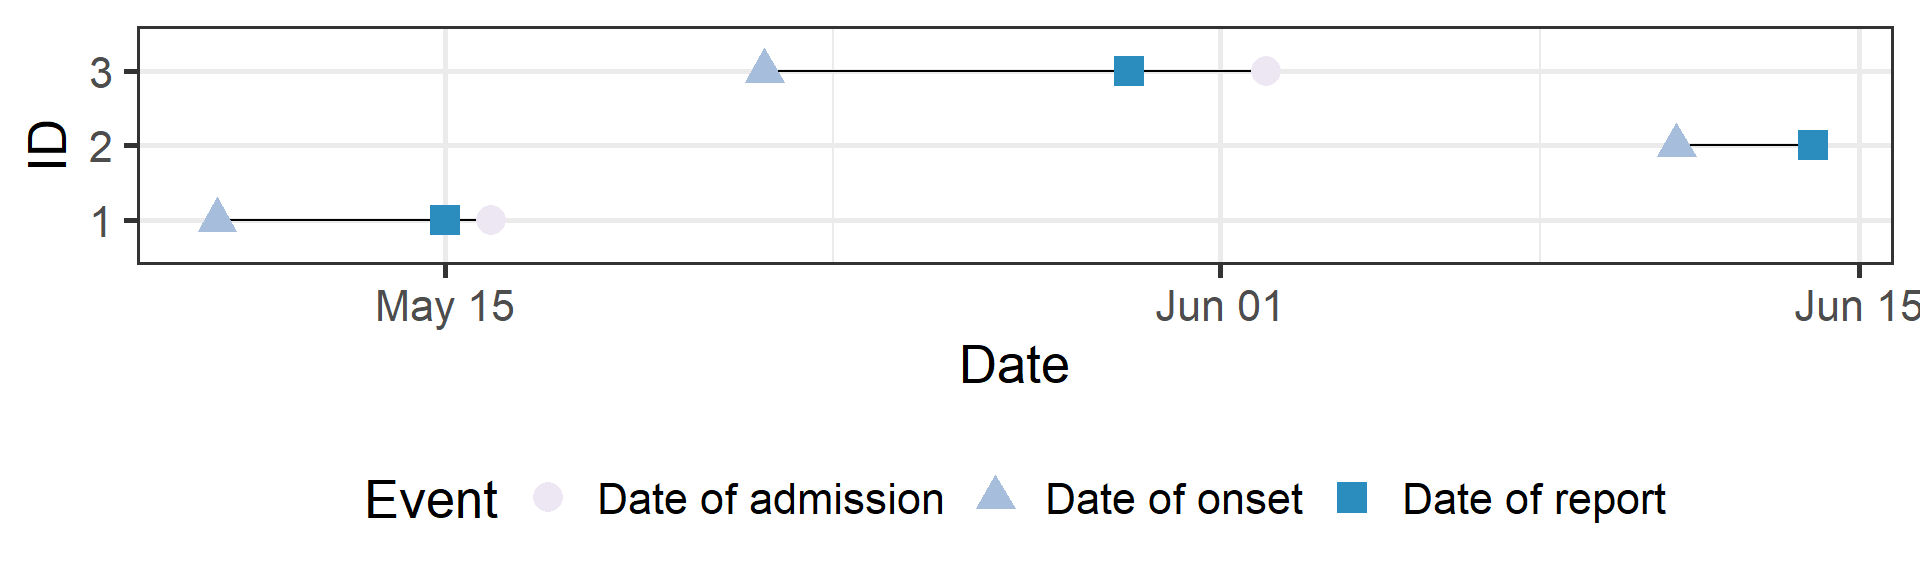 ID
3
2
1
May 15
Jun 01
Jun 15
Date
Event Date of admission Date of onset Date of report